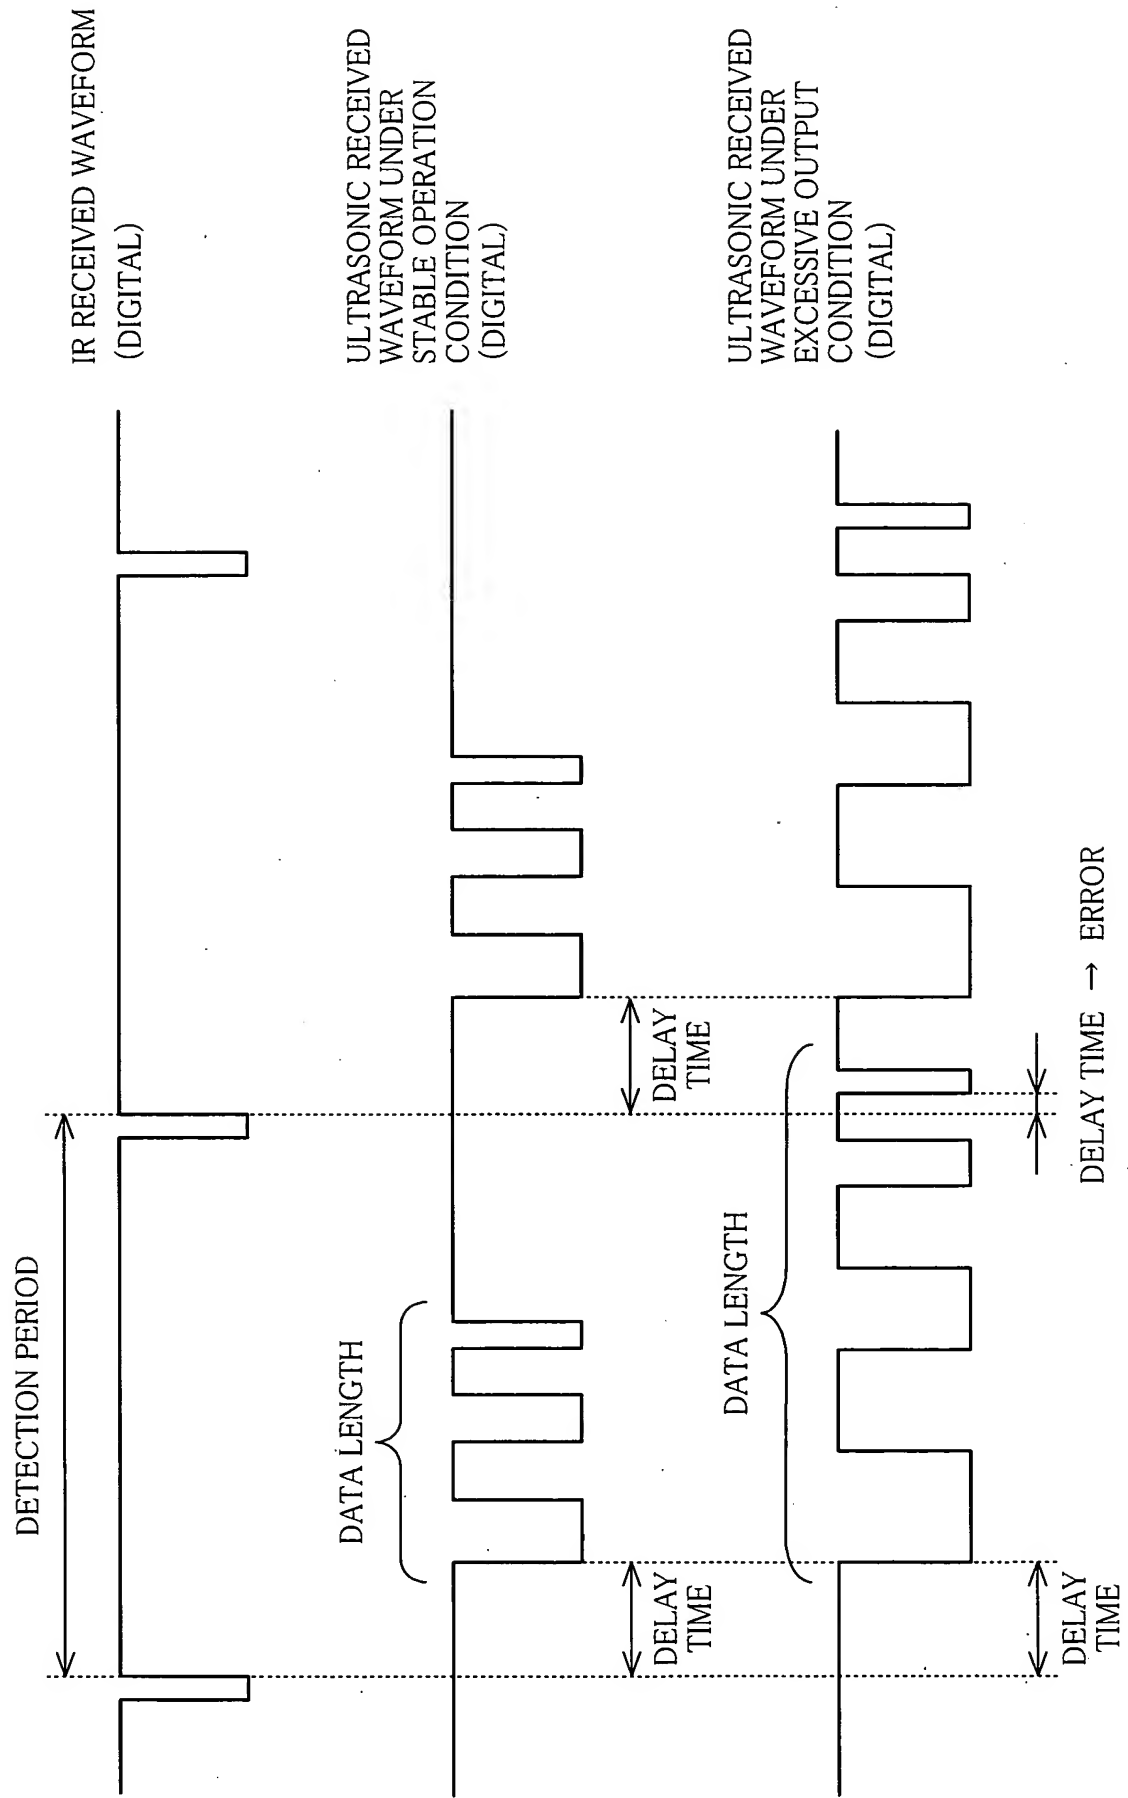 DETECTION PERIOD
IR RECEIVED WAVEFORM
(DIGITAL)
DATA LENGTH
ULTRASONIC RECEIVED
WAVEFORM UNDER
STABLE OPERATION
CONDITION
(DIGITAL)
DELAY
TIME
DELAY
TIME
DATA LENGTH
ULTRASONIC RECEIVED
WAVEFORM UNDER
EXCESSIVE OUTPUT
CONDITION
(DIGITAL)
DELAY
TIME
DELAY TIME → ERROR